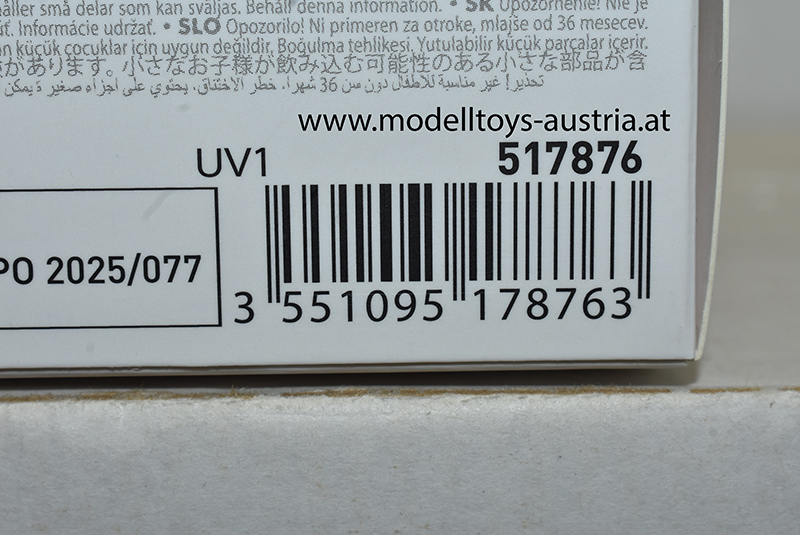 åller små delar som kan sväljas. Behåll denna information. • SK Upozornenie! Nie je
úť. Informácie udržať. • SLO Opozorilo! Ni primeren za otroke, mlajše od 36 mesecev.
an küçük çocuklar için uygun değildir. Boğulma tehlikesi. Yutulabilir küçük parçalar içerir.
があります。小さなお子様が飲み込む可能性のある小さな部品が含
تحذير! غير مناسبة للأطفال دون سن 36 شهرا. خطر الاختناق. يحتوي على أجزاء صغيرة يمكن
www.modelltoys-austria.at
UV1 517876
PO 2025/077
3 551095 178763